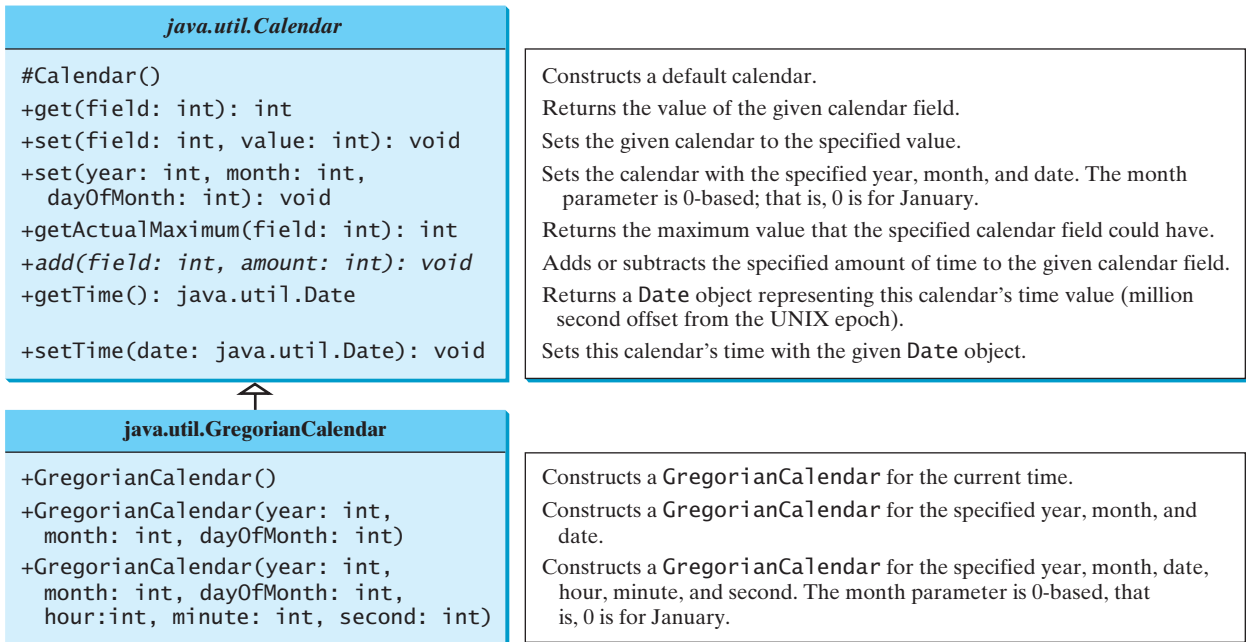 java.util.Calendar
#Calendar()
+get(field: int): int
+set(field: int, value: int): void
+set(year: int, month: int,
dayOfMonth: int): void
+getActualMaximum(field: int): int
+add(field: int, amount: int): void
+getTime(): java.util.Date
+setTime(date: java.util.Date): void
Constructs a default calendar.
Returns the value of the given calendar field.
Sets the given calendar to the specified value.
Sets the calendar with the specified year, month, and date. The month
parameter is 0-based; that is, 0 is for January.
Returns the maximum value that the specified calendar field could have.
Adds or subtracts the specified amount of time to the given calendar field.
Returns a Date object representing this calendar's time value (million
second offset from the UNIX epoch).
Sets this calendar's time with the given Date object.
java.util.GregorianCalendar
+GregorianCalendar()
+GregorianCalendar(year: int,
month: int, dayOfMonth: int)
+GregorianCalendar(year: int,
month: int, dayOfMonth: int,
hour:int, minute: int, second: int)
Constructs a GregorianCalendar for the current time.
Constructs a GregorianCalendar for the specified year, month, and
date.
Constructs a GregorianCalendar for the specified year, month, date,
hour, minute, and second. The month parameter is 0-based, that
is, 0 is for January.